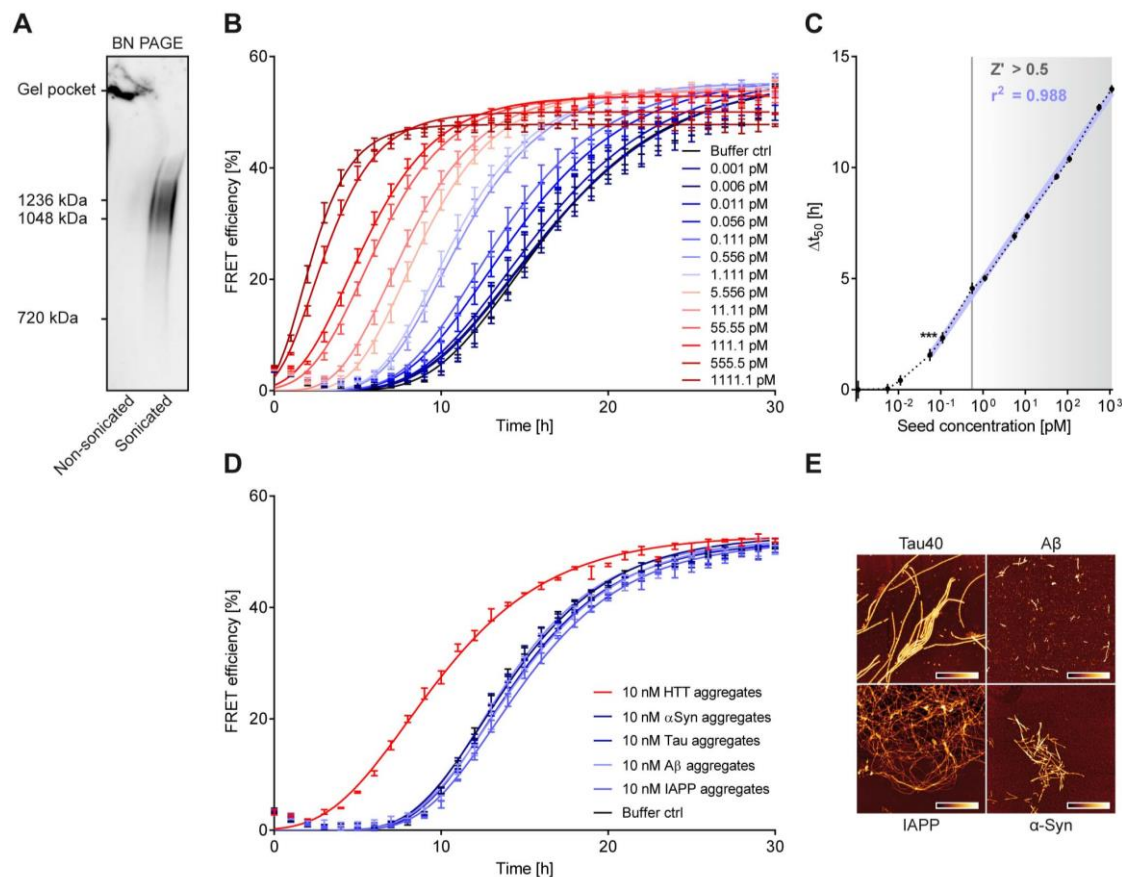 A
BN PAGE
Gel pocket
1236 kDa
1048 kDa
720 kDa
Non-sonicated
Sonicated
B
FRET efficiency [%]
60
40
20
0
0
10
20
30
Time [h]
Buffer ctrl
0.001 pM
0.006 pM
0.011 pM
0.056 pM
0.111 pM
0.556 pM
1.111 pM
5.556 pM
11.11 pM
55.55 pM
111.1 pM
555.5 pM
1111.1 pM
C
Δt50 [h]
15
10
5
0
Z' > 0.5
r² = 0.988
***
10⁻² 10⁻¹ 10⁰ 10¹ 10² 10³
Seed concentration [pM]
D
FRET efficiency [%]
60
40
20
0
0
10
20
30
Time [h]
10 nM HTT aggregates
10 nM αSyn aggregates
10 nM Tau aggregates
10 nM Aβ aggregates
10 nM IAPP aggregates
Buffer ctrl
E
Tau40
Aβ
IAPP
α-Syn